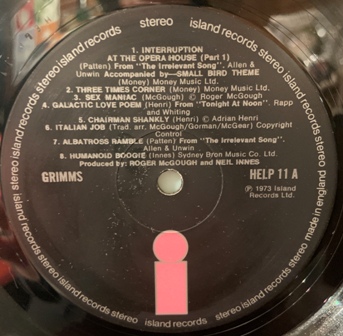 stereo island records stereo island records stereo island records made in england stereo island records stereo island records stereo island records stereo island records
1. INTERRUPTION
AT THE OPERA HOUSE (Part 1)
(Patten) From "The Irrelevant Song". Allen &
Unwin Accompanied by—SMALL BIRD THEME
(Money) Money Music Ltd.
2. THREE TIMES CORNER (Money) Money Music Ltd.
3. SEX MANIAC (McGough) © Roger McGough
4. GALACTIC LOVE POEM (Henri) From "Tonight At Noon". Rapp
and Whiting
5. CHAIRMAN SHANKLY (Henri) © Adrian Henri
6. ITALIAN JOB (Trad. arr. McGough/Gorman/McGear) Copyright
Control
7. ALBATROSS RAMBLE (Patten) From "The Irrelevant Song".
Allen & Unwin
8. HUMANOID BOOGIE (Innes) Sydney Bron Music Co. Ltd.
Produced by: ROGER McGOUGH and NEIL INNES
GRIMMS
HELP 11 A
℗ 1973 Island
Records Ltd.
i